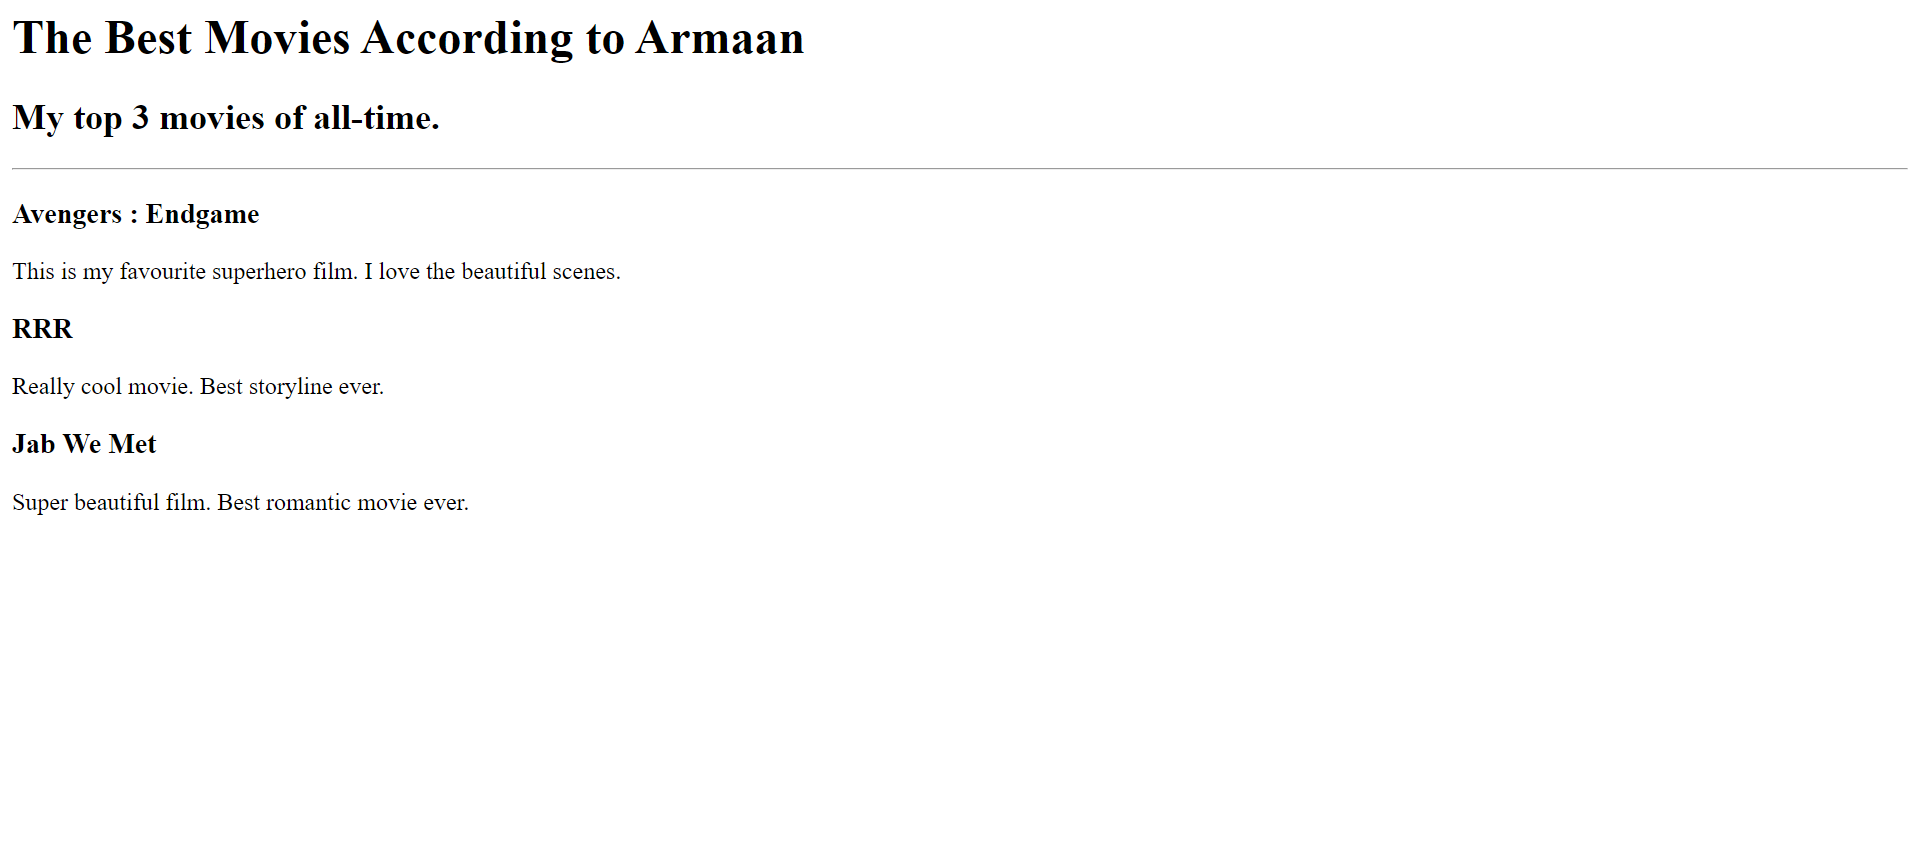 The Best Movies According to Armaan
My top 3 movies of all-time.
Avengers : Endgame
This is my favourite superhero film. I love the beautiful scenes.
RRR
Really cool movie. Best storyline ever.
Jab We Met
Super beautiful film. Best romantic movie ever.